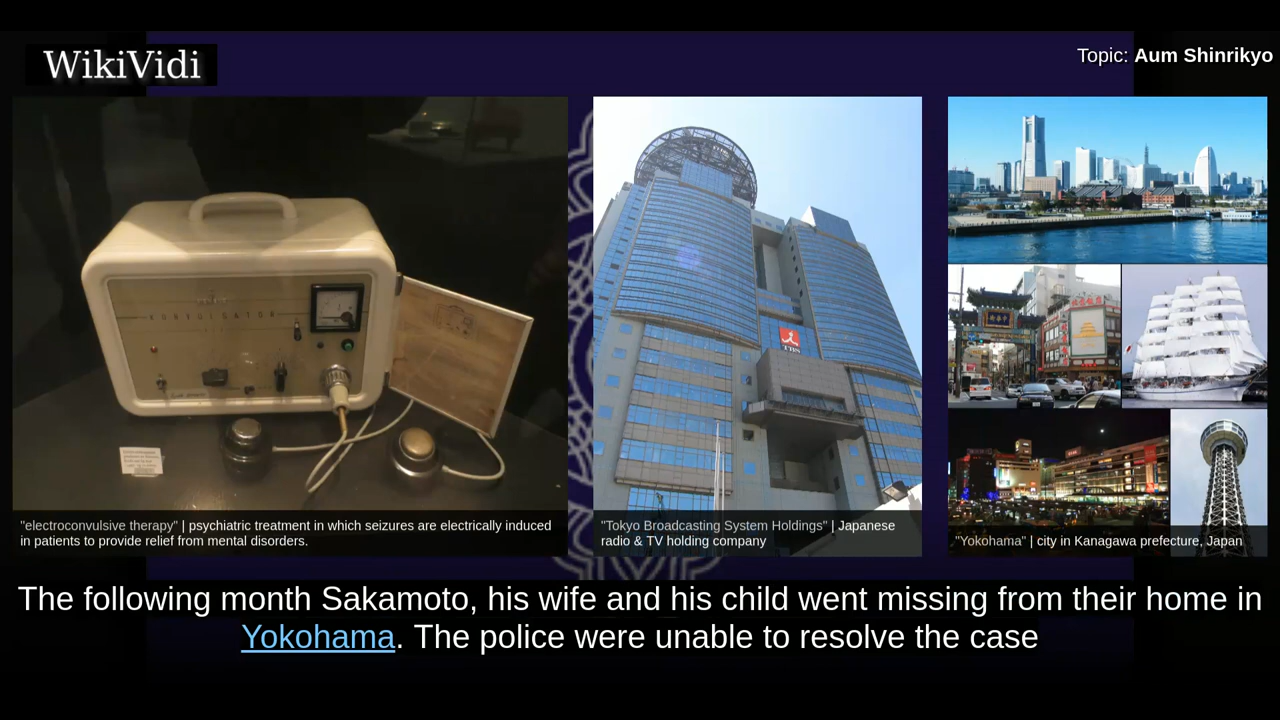 WikiVidi
Topic: Aum Shinrikyo
TBS
"electroconvulsive therapy" | psychiatric treatment in which seizures are electrically induced
in patients to provide relief from mental disorders.
"Tokyo Broadcasting System Holdings" | Japanese
radio & TV holding company
"Yokohama" | city in Kanagawa prefecture, Japan
The following month Sakamoto, his wife and his child went missing from their home in
Yokohama. The police were unable to resolve the case